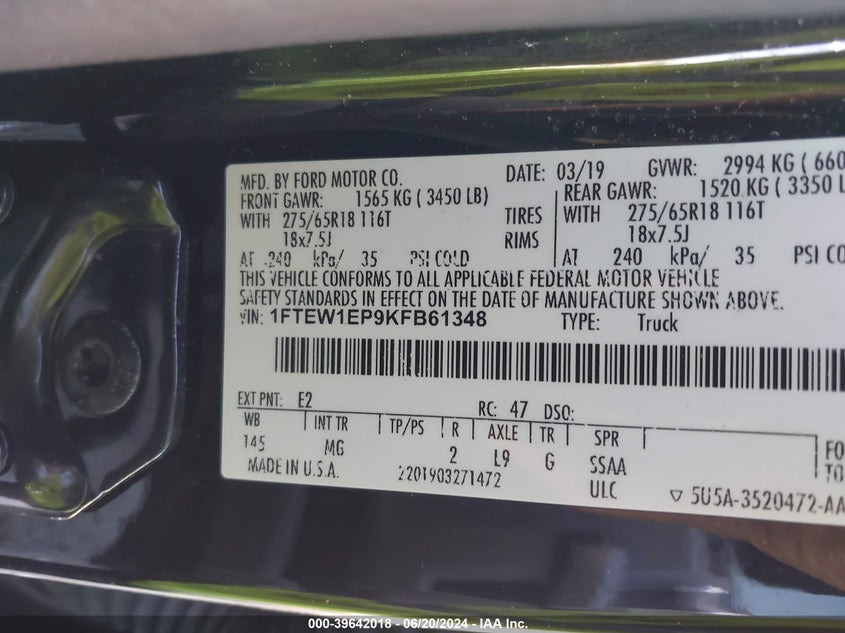 MFD. BY FORD MOTOR CO. DATE: 03/19 GVWR: 2994 KG ( 660
FRONT GAWR: 1565 KG ( 3450 LB) REAR GAWR: 1520 KG ( 3350 L
WITH 275/65R18 116T TIRES WITH 275/65R18 116T
18x7.5J RIMS 18x7.5J
AT 240 kPa/ 35 PSI COLD AT 240 kPa/ 35 PSI CO
THIS VEHICLE CONFORMS TO ALL APPLICABLE FEDERAL MOTOR VEHICLE
SAFETY STANDARDS IN EFFECT ON THE DATE OF MANUFACTURE SHOWN ABOVE.
VIN: 1FTEW1EP9KFB61348 TYPE: Truck
EXT PNT: E2 RC: 47 DSO:
WB INT TR TP/PS R AXLE TR SPR
145 MG 2 L9 G SSAA
FO
TO
MADE IN U.S.A. 2201903271472 ULC
▽ 5U5A-3520472-AA
000-39642018 - 06/20/2024 - IAA Inc.